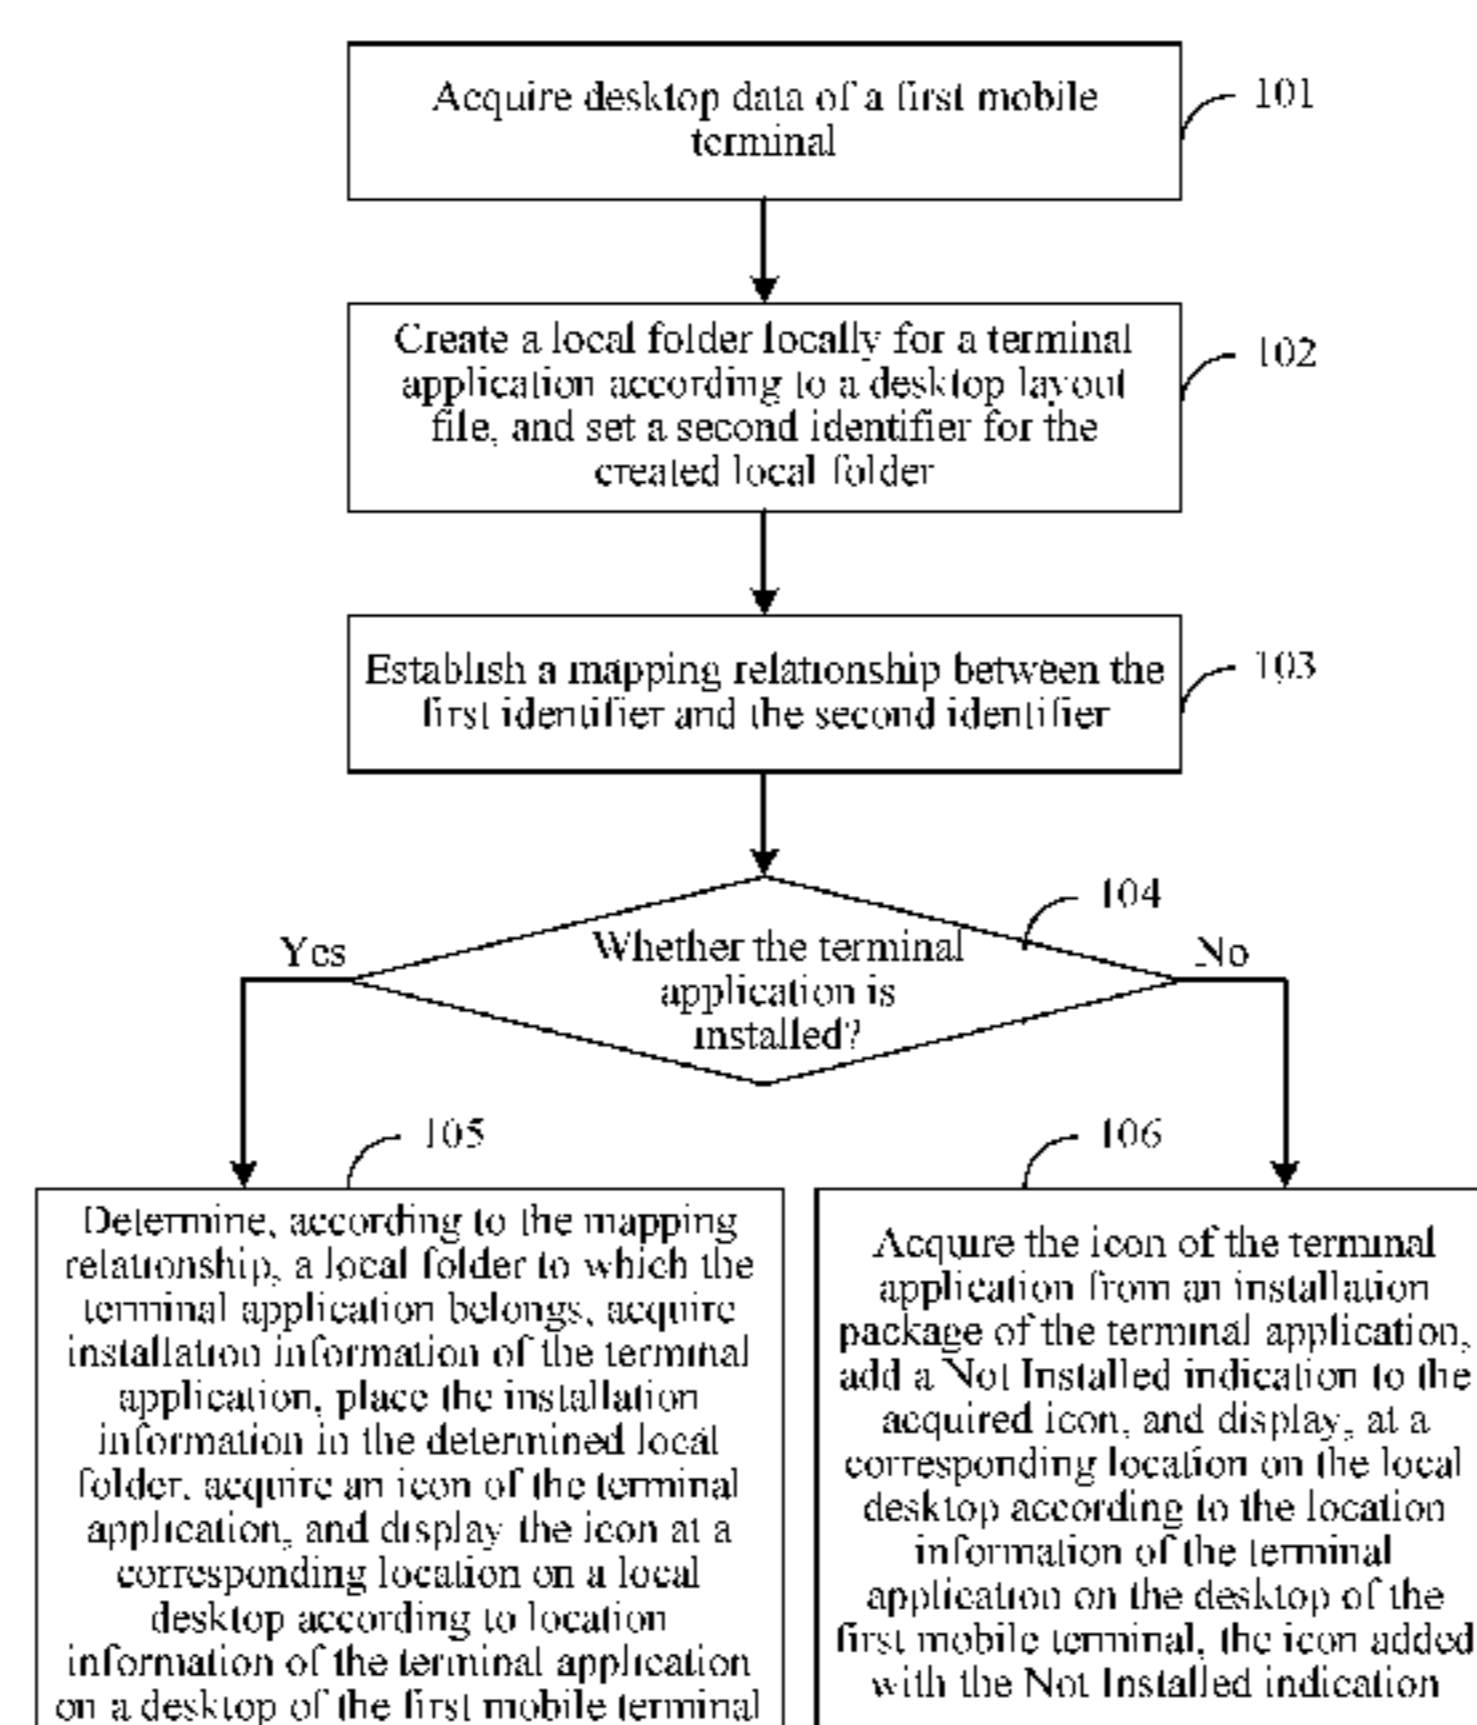 Acquire desktop data of a first mobile
terminal
101
Create a local folder locally for a terminal
application according to a desktop layout
file, and set a second identifier for the
created local folder
102
Establish a mapping relationship between the
first identifier and the second identifier
103
104
Whether the terminal
application is
installed?
Yes
No
105
Determine, according to the mapping
relationship, a local folder to which the
terminal application belongs, acquire
installation information of the terminal
application, place the installation
information in the determined local
folder, acquire an icon of the terminal
application, and display the icon at a
corresponding location on a local
desktop according to location
information of the terminal application
on a desktop of the first mobile terminal
106
Acquire the icon of the terminal
application from an installation
package of the terminal application,
add a Not Installed indication to the
acquired icon, and display, at a
corresponding location on the local
desktop according to the location
information of the terminal
application on the desktop of the
first mobile terminal, the icon added
with the Not Installed indication